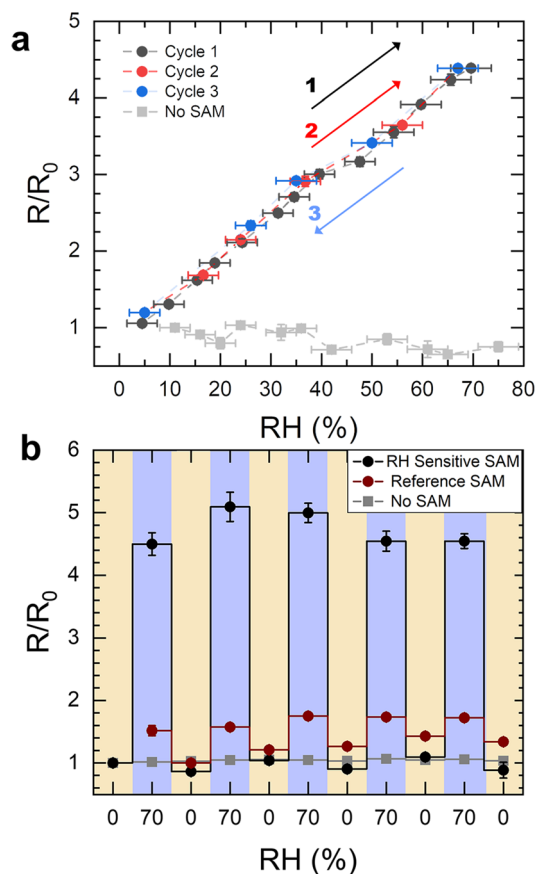 a
Cycle 1
Cycle 2
Cycle 3
No SAM
1
2
3
R/R0
5
4
3
2
1
0
0 10 20 30 40 50 60 70 80
RH (%)
b
RH Sensitive SAM
Reference SAM
No SAM
R/R0
6
5
4
3
2
1
0
0 70 0 70 0 70 0 70 0 70 0
RH (%)